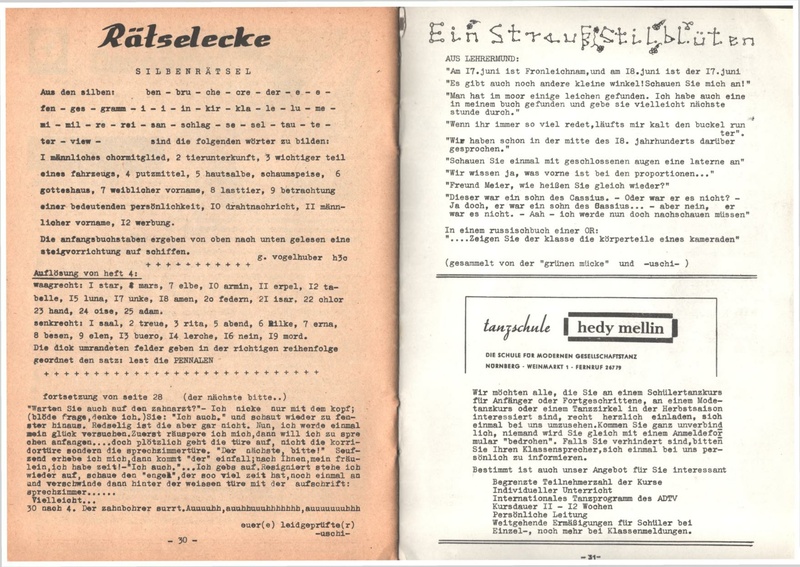 Rätselecke
SILBENRÄTSEL
Aus den silben: ben - bru - che - cre - der - e - e -
fen - ges - gramm - i - i - in - kir - kla - le - lu - me -
mi - mil - re - rei - san - schlag - se - sel - tau - te -
ter - view - sind die folgenden wörter zu bilden:
I männliches chormitglied, 2 tierunterkunft, 3 wichtiger teil
eines fahrzeugs, 4 putzmittel, 5 hautsalbe, schaumspeise, 6
gotteshaus, 7 weiblicher vorname, 8 lasttier, 9 betrachtung
einer bedeutenden persönlichkeit, I0 drahtnachricht, II männ-
licher vorname, I2 werbung.
Die anfangsbuchstaben ergeben von oben nach unten gelesen eine
steigvorrichtung auf schiffen.
g. vogelhuber h3c
+ + + + + + + + + + +
Auflösung von heft 4:
waagrecht: I star, mars, 7 elbe, I0 armin, II erpel, I2 ta-
belle, I5 luna, I7 unke, I8 amen, 2o federn, 2I isar, 22 chlor
23 hand, 24 oise, 25 adam.
senkrecht: I saal, 2 treue, 3 rita, 5 abend, 6 Rilke, 7 erna,
8 besen, 9 elen, I3 buero, I4 lerche, I6 nein, I9 mord.
Die dick umrandeten felder geben in der richtigen reihenfolge
geordnet den satz: lest die PENNALEN
+ + + + + + + + + + + + + + + + + + + + + + + + + + + +
fortsetzung von seite 28 (der nächste bitte..)
"Warten Sie auch auf den zahnarzt?"- Ich nicke nur mit dem kopf;
(blöde frage,denke ich.)Sie: "Ich auch." und schaut wieder zu fen-
ster hinaus. Redselig ist die aber gar nicht. Nun, ich werde einmal
mein glück versuchen.Zuerst räuspere ich mich,dann will ich zu spre
chen anfangen....doch plötzlich geht die türe auf, nicht die korri-
dortüre sondern die sprechzimmertüre. "Der nächste, bitte!" Seuf-
zend erhebe ich mich,dann kommt "der" einfall;nach Ihnen,mein fräu-
lein,ich habe zeit!-"Ich auch."...Ich gebs auf.Resigniert stehe ich
wieder auf, schaue den "engel",der soo viel zeit hat,noch einmal an
und verschwinde dann hinter der weissen türe mit der aufschrift:
sprechzimmer......
Vielleicht...
30 nach 4. Der zahnbohrer surrt.
euer(e) leidgeprüfte(r)
-uschi-
- 30 -
Ein Strauß Stilblüten
AUS LEHRERMUND:
"Am I7.juni ist Fronleichnam,und am I8.juni ist der I7.juni
"Es gibt auch noch andere kleine winkel!Schauen Sie mich an!"
"Man hat im moor einige leichen gefunden. Ich habe auch eine
in meinem buch gefunden und gebe sie vielleicht nächste
stunde durch."
"Wenn ihr immer so viel redet,läufts mir kalt den buckel run
ter".
"Wir haben schon in der mitte des I8. jahrhunderts darüber
gesprochen."
"Schauen Sie einmal mit geschlossenen augen eine laterne an"
"Wir wissen ja, was vorne ist bei den proportionen..."
"Freund Meier, wie heißen Sie gleich wieder?"
"Dieser war ein sohn des Cassius. - Oder war er es nicht? -
Ja doch, er war ein sohn des Bassius... - aber nein, er
war es nicht. - Aah - ich werde nun doch nachschauen müssen"
In einem russischbuch einer OR:
"....Zeigen Sie der klasse die körperteile eines kameraden"
(gesammelt von der "grünen mücke" und -uschi- )
tanzschule hedy mellin
DIE SCHULE FÜR MODERNEN GESELLSCHAFTSTANZ
NÜRNBERG - WEINMARKT 1 - FERNRUF 26779
Wir möchten alle, die Sie an einem Schülertanzkurs
für Anfänger oder Fortgeschrittene, an einem Mode-
tanzkurs oder einem Tanzzirkel in der Herbstsaison
interessiert sind, recht herzlich einladen, sich
einmal bei uns umzusehen.Kommen Sie ganz unverbind
lich, niemand wird Sie gleich mit einem Anmeldefor
mular "bedrohen". Falls Sie verhindert sind,bitten
Sie Ihren Klassensprecher,sich einmal bei uns per-
sönlich zu informieren.
Bestimmt ist auch unser Angebot für Sie interessant
Begrenzte Teilnehmerzahl der Kurse
Individueller Unterricht
Internationales Tanzprogramm des ADTV
Kursdauer II - I2 Wochen
Persönliche Leitung
Weitgehende Ermäßigungen für Schüler bei
Einzel-, noch mehr bei Klassenmeldungen.
- 31-